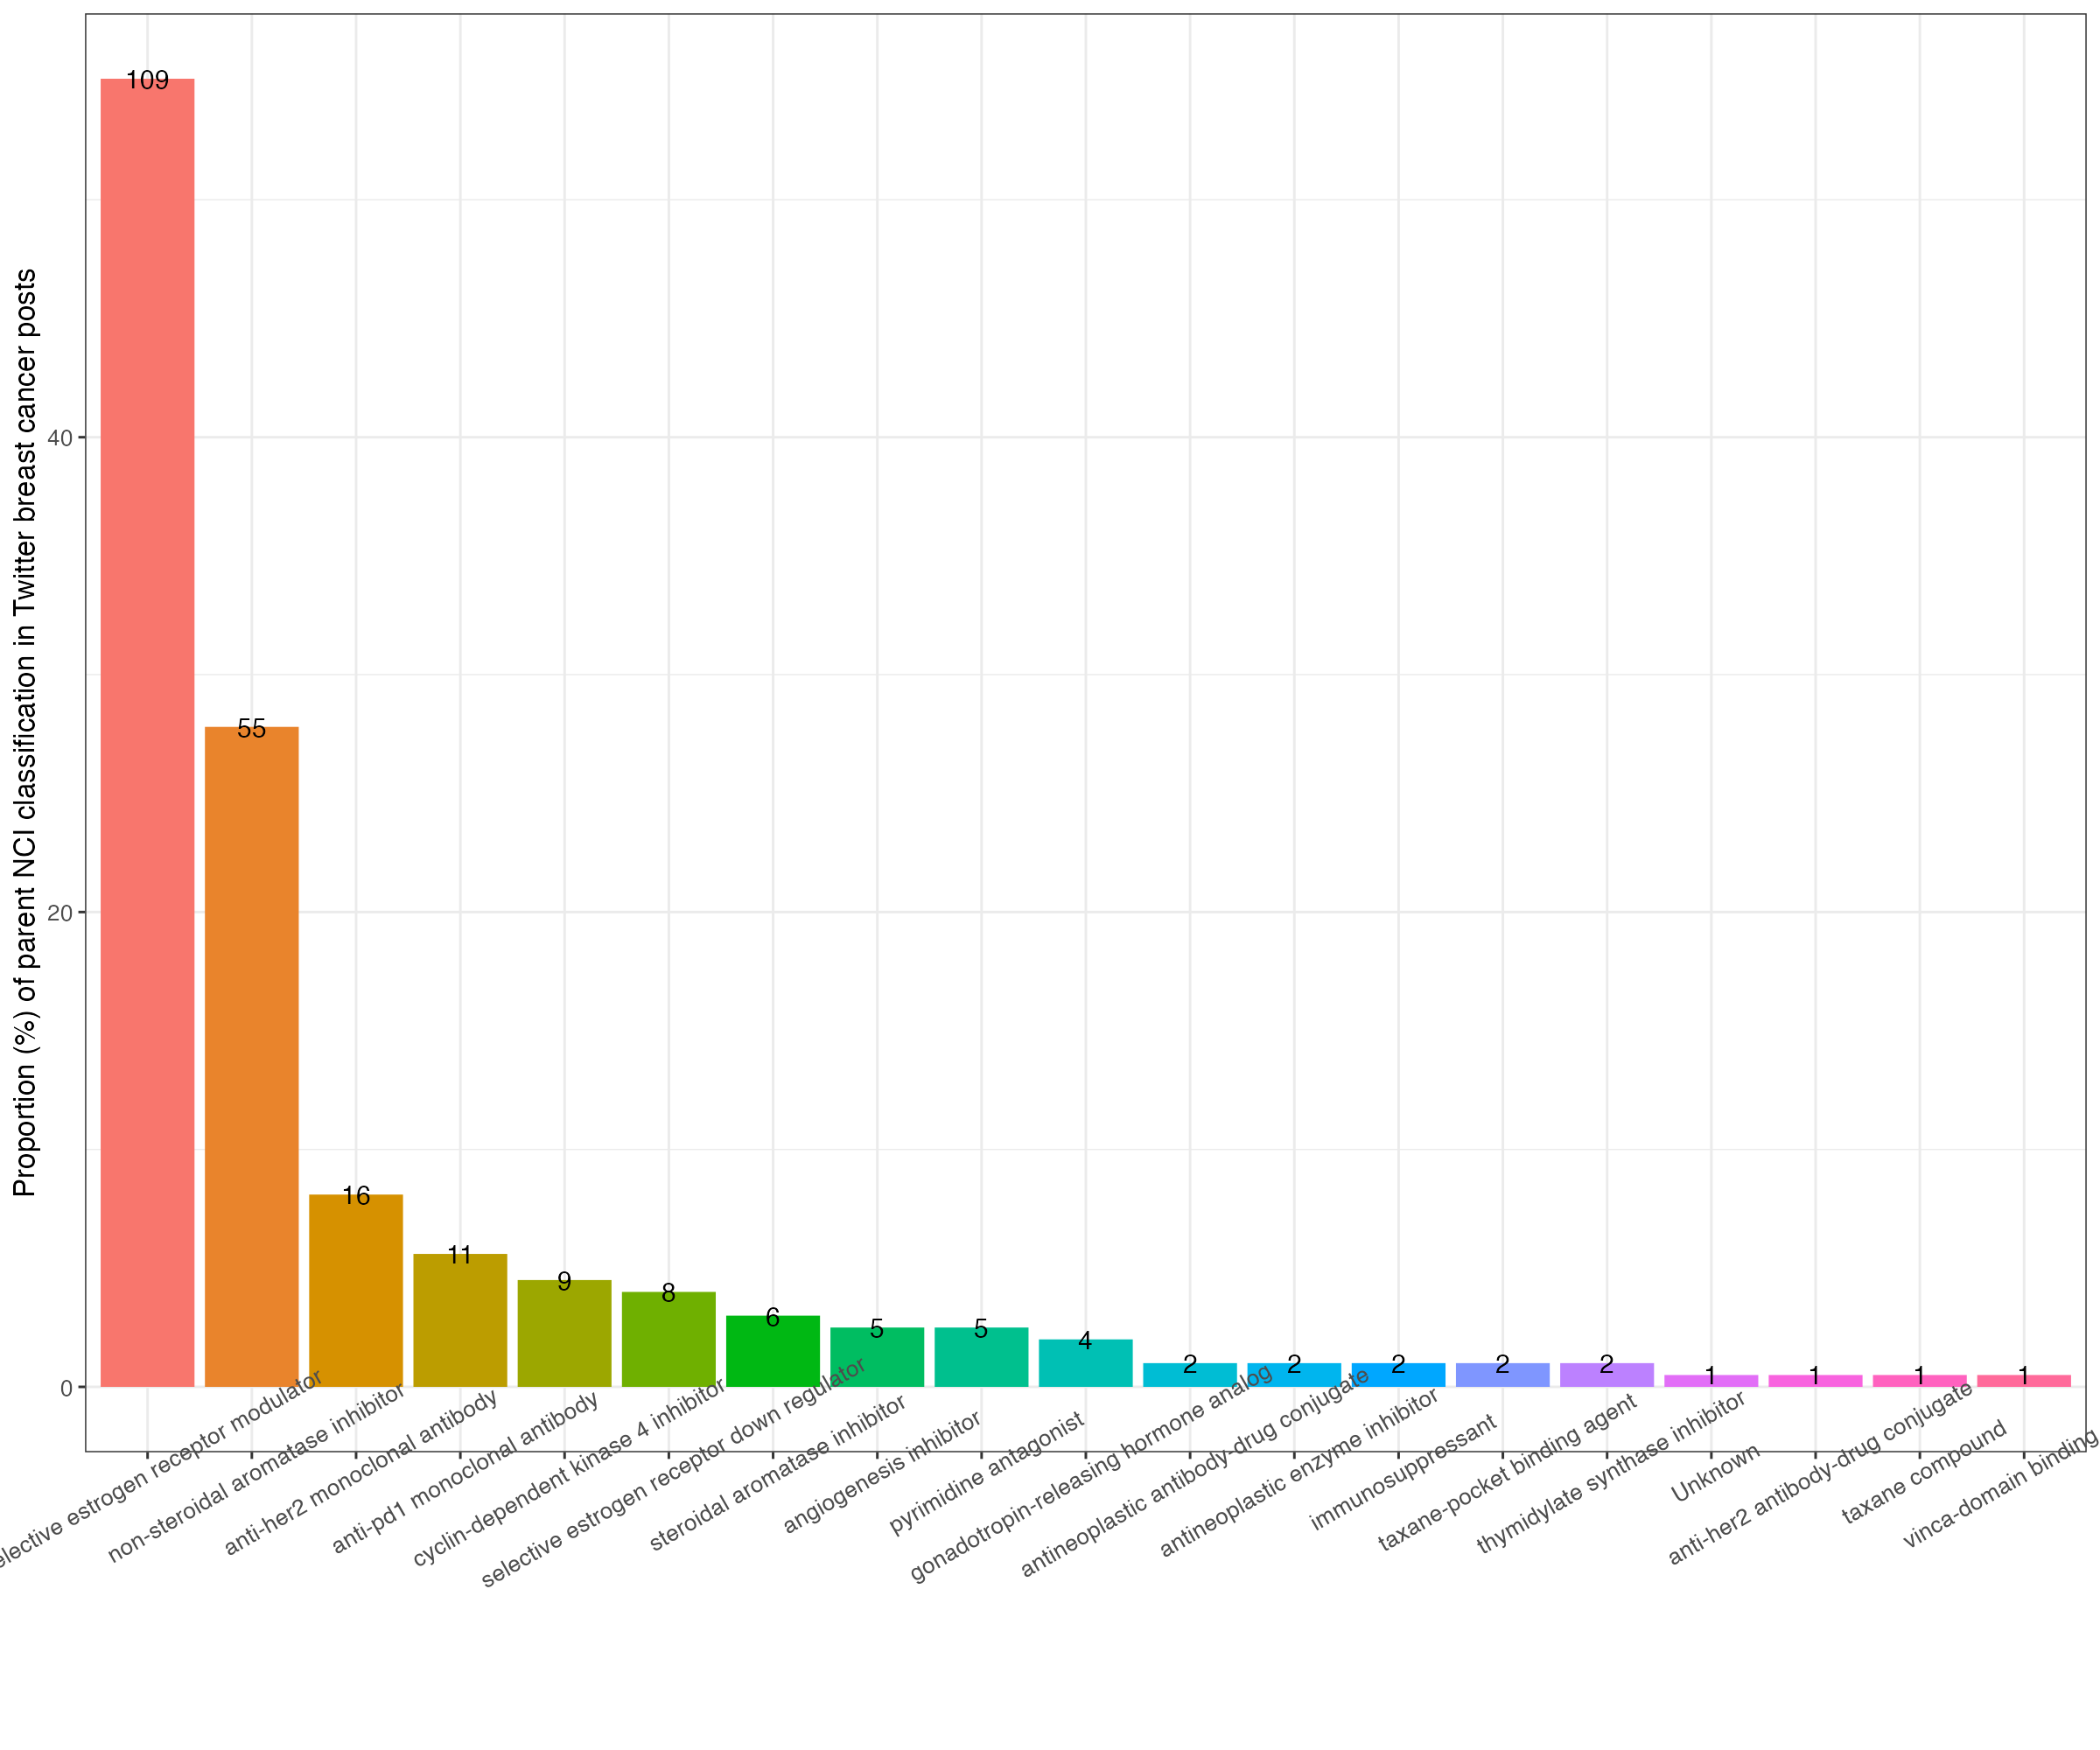 Proportion (%) of parent NCI classification in Twitter breast cancer posts
40
20
0
109
55
16
11
9
8
6
5
5
4
2
2
2
2
2
1
1
1
1
estrogen receptor modulator
non-steroidal aromatase inhibitor
anti-her2 monoclonal antibody
anti-pd1 monoclonal antibody
cyclin-dependent kinase 4 inhibitor
selective estrogen receptor down regulator
steroidal aromatase inhibitor
angiogenesis inhibitor
pyrimidine antagonist
gonadotropin-releasing hormone analog
antineoplastic antibody-drug conjugate
antineoplastic enzyme inhibitor
immunosuppressant
taxane-pocket binding agent
thymidylate synthase inhibitor
Unknown
anti-her2 antibody-drug conjugate
taxane compound
vinca-domain binding